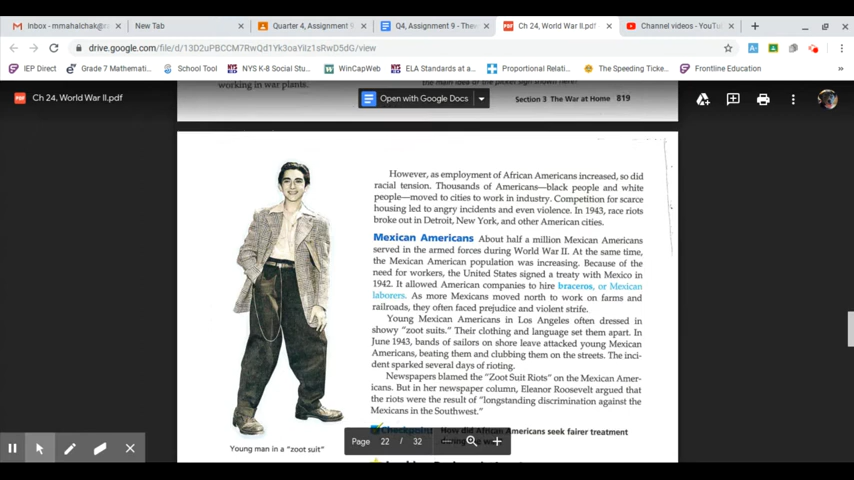 Inbox - mmahalchak@
New Tab
Quarter 4, Assignment 9
Q4, Assignment 9 - The
Ch 24, World War II.pdf
Channel videos - YouTu
drive.google.com/file/d/13D2uPBCCM7RwQd1Yk3oaYiIz1sRwD5dG/view
IEP Direct
Grade 7 Mathemati...
School Tool
NYS K-8 Social Stu...
WinCapWeb
ELA Standards at a...
Proportional Relati...
The Speeding Ticke...
Frontline Education
Ch 24, World War II.pdf
working in war plants.
Open with Google Docs
the main idea of the picket sign shown here?
Section 3 The War at Home 819
However, as employment of African Americans increased, so did
racial tension. Thousands of Americans—black people and white
people—moved to cities to work in industry. Competition for scarce
housing led to angry incidents and even violence. In 1943, race riots
broke out in Detroit, New York, and other American cities.
Mexican Americans About half a million Mexican Americans
served in the armed forces during World War II. At the same time,
the Mexican American population was increasing. Because of the
need for workers, the United States signed a treaty with Mexico in
1942. It allowed American companies to hire braceros, or Mexican
laborers. As more Mexicans moved north to work on farms and
railroads, they often faced prejudice and violent strife.
Young Mexican Americans in Los Angeles often dressed in
showy “zoot suits.” Their clothing and language set them apart. In
June 1943, bands of sailors on shore leave attacked young Mexican
Americans, beating them and clubbing them on the streets. The inci-
dent sparked several days of rioting.
Newspapers blamed the “Zoot Suit Riots” on the Mexican Amer-
icans. But in her newspaper column, Eleanor Roosevelt argued that
the riots were the result of “longstanding discrimination against the
Mexicans in the Southwest.”
Checkpoint How did African Americans seek fairer treatment
Page 22 / 32
Young man in a “zoot suit”